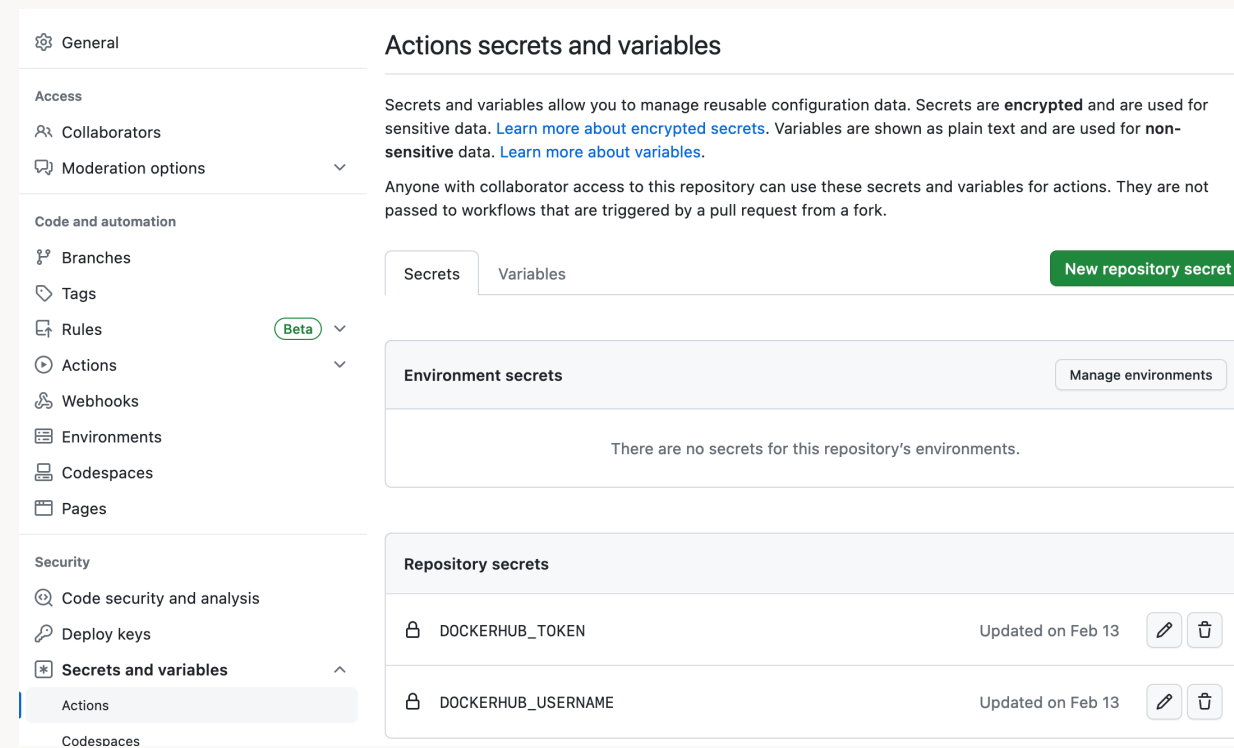 General
Access
Collaborators
Moderation options
Code and automation
Branches
Tags
Rules
Beta
Actions
Webhooks
Environments
Codespaces
Pages
Security
Code security and analysis
Deploy keys
Secrets and variables
Actions
Codespaces
Actions secrets and variables
Secrets and variables allow you to manage reusable configuration data. Secrets are encrypted and are used for
sensitive data. Learn more about encrypted secrets. Variables are shown as plain text and are used for non-
sensitive data. Learn more about variables.
Anyone with collaborator access to this repository can use these secrets and variables for actions. They are not
passed to workflows that are triggered by a pull request from a fork.
Secrets
Variables
New repository secret
Environment secrets
Manage environments
There are no secrets for this repository's environments.
Repository secrets
DOCKERHUB_TOKEN
Updated on Feb 13
DOCKERHUB_USERNAME
Updated on Feb 13